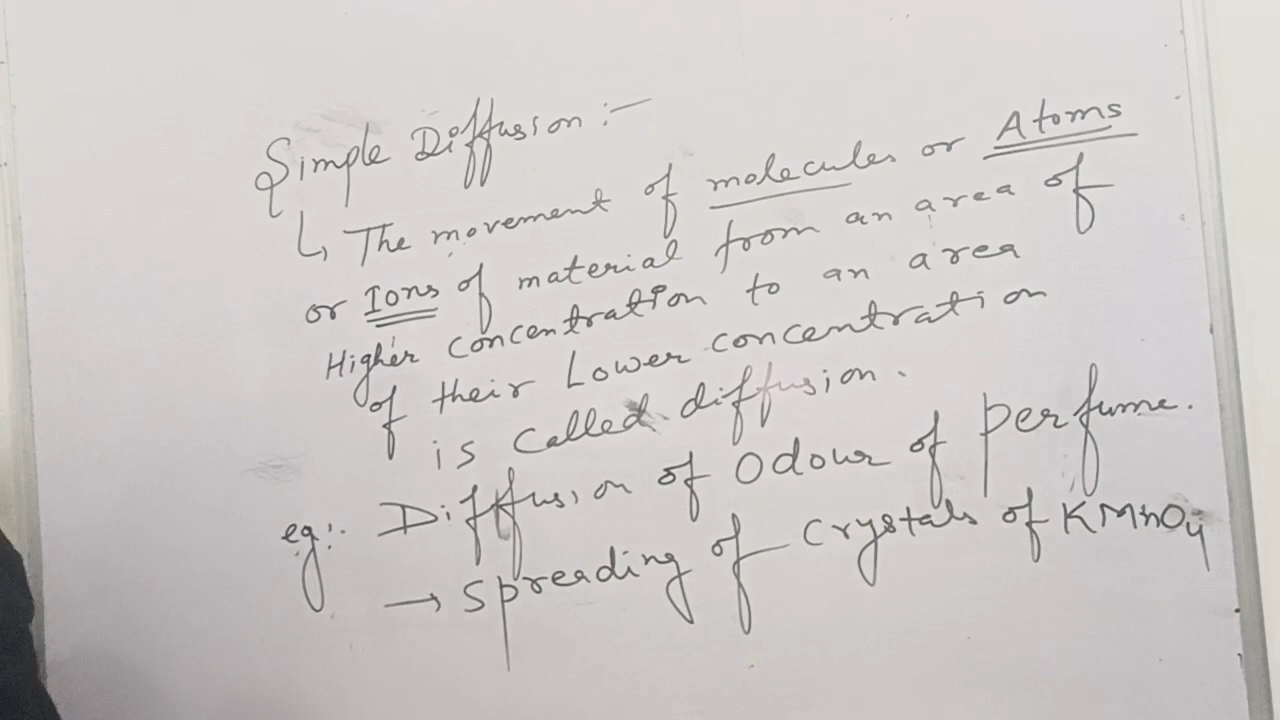 Simple Diffusion :-
↳ The movement of molecules or Atoms
or Ions of material from an area of
Higher concentration to an area
of their Lower concentration
is called diffusion.
eg:- Diffusion of Odour of perfume.
→ Spreading of crystals of KMnO4